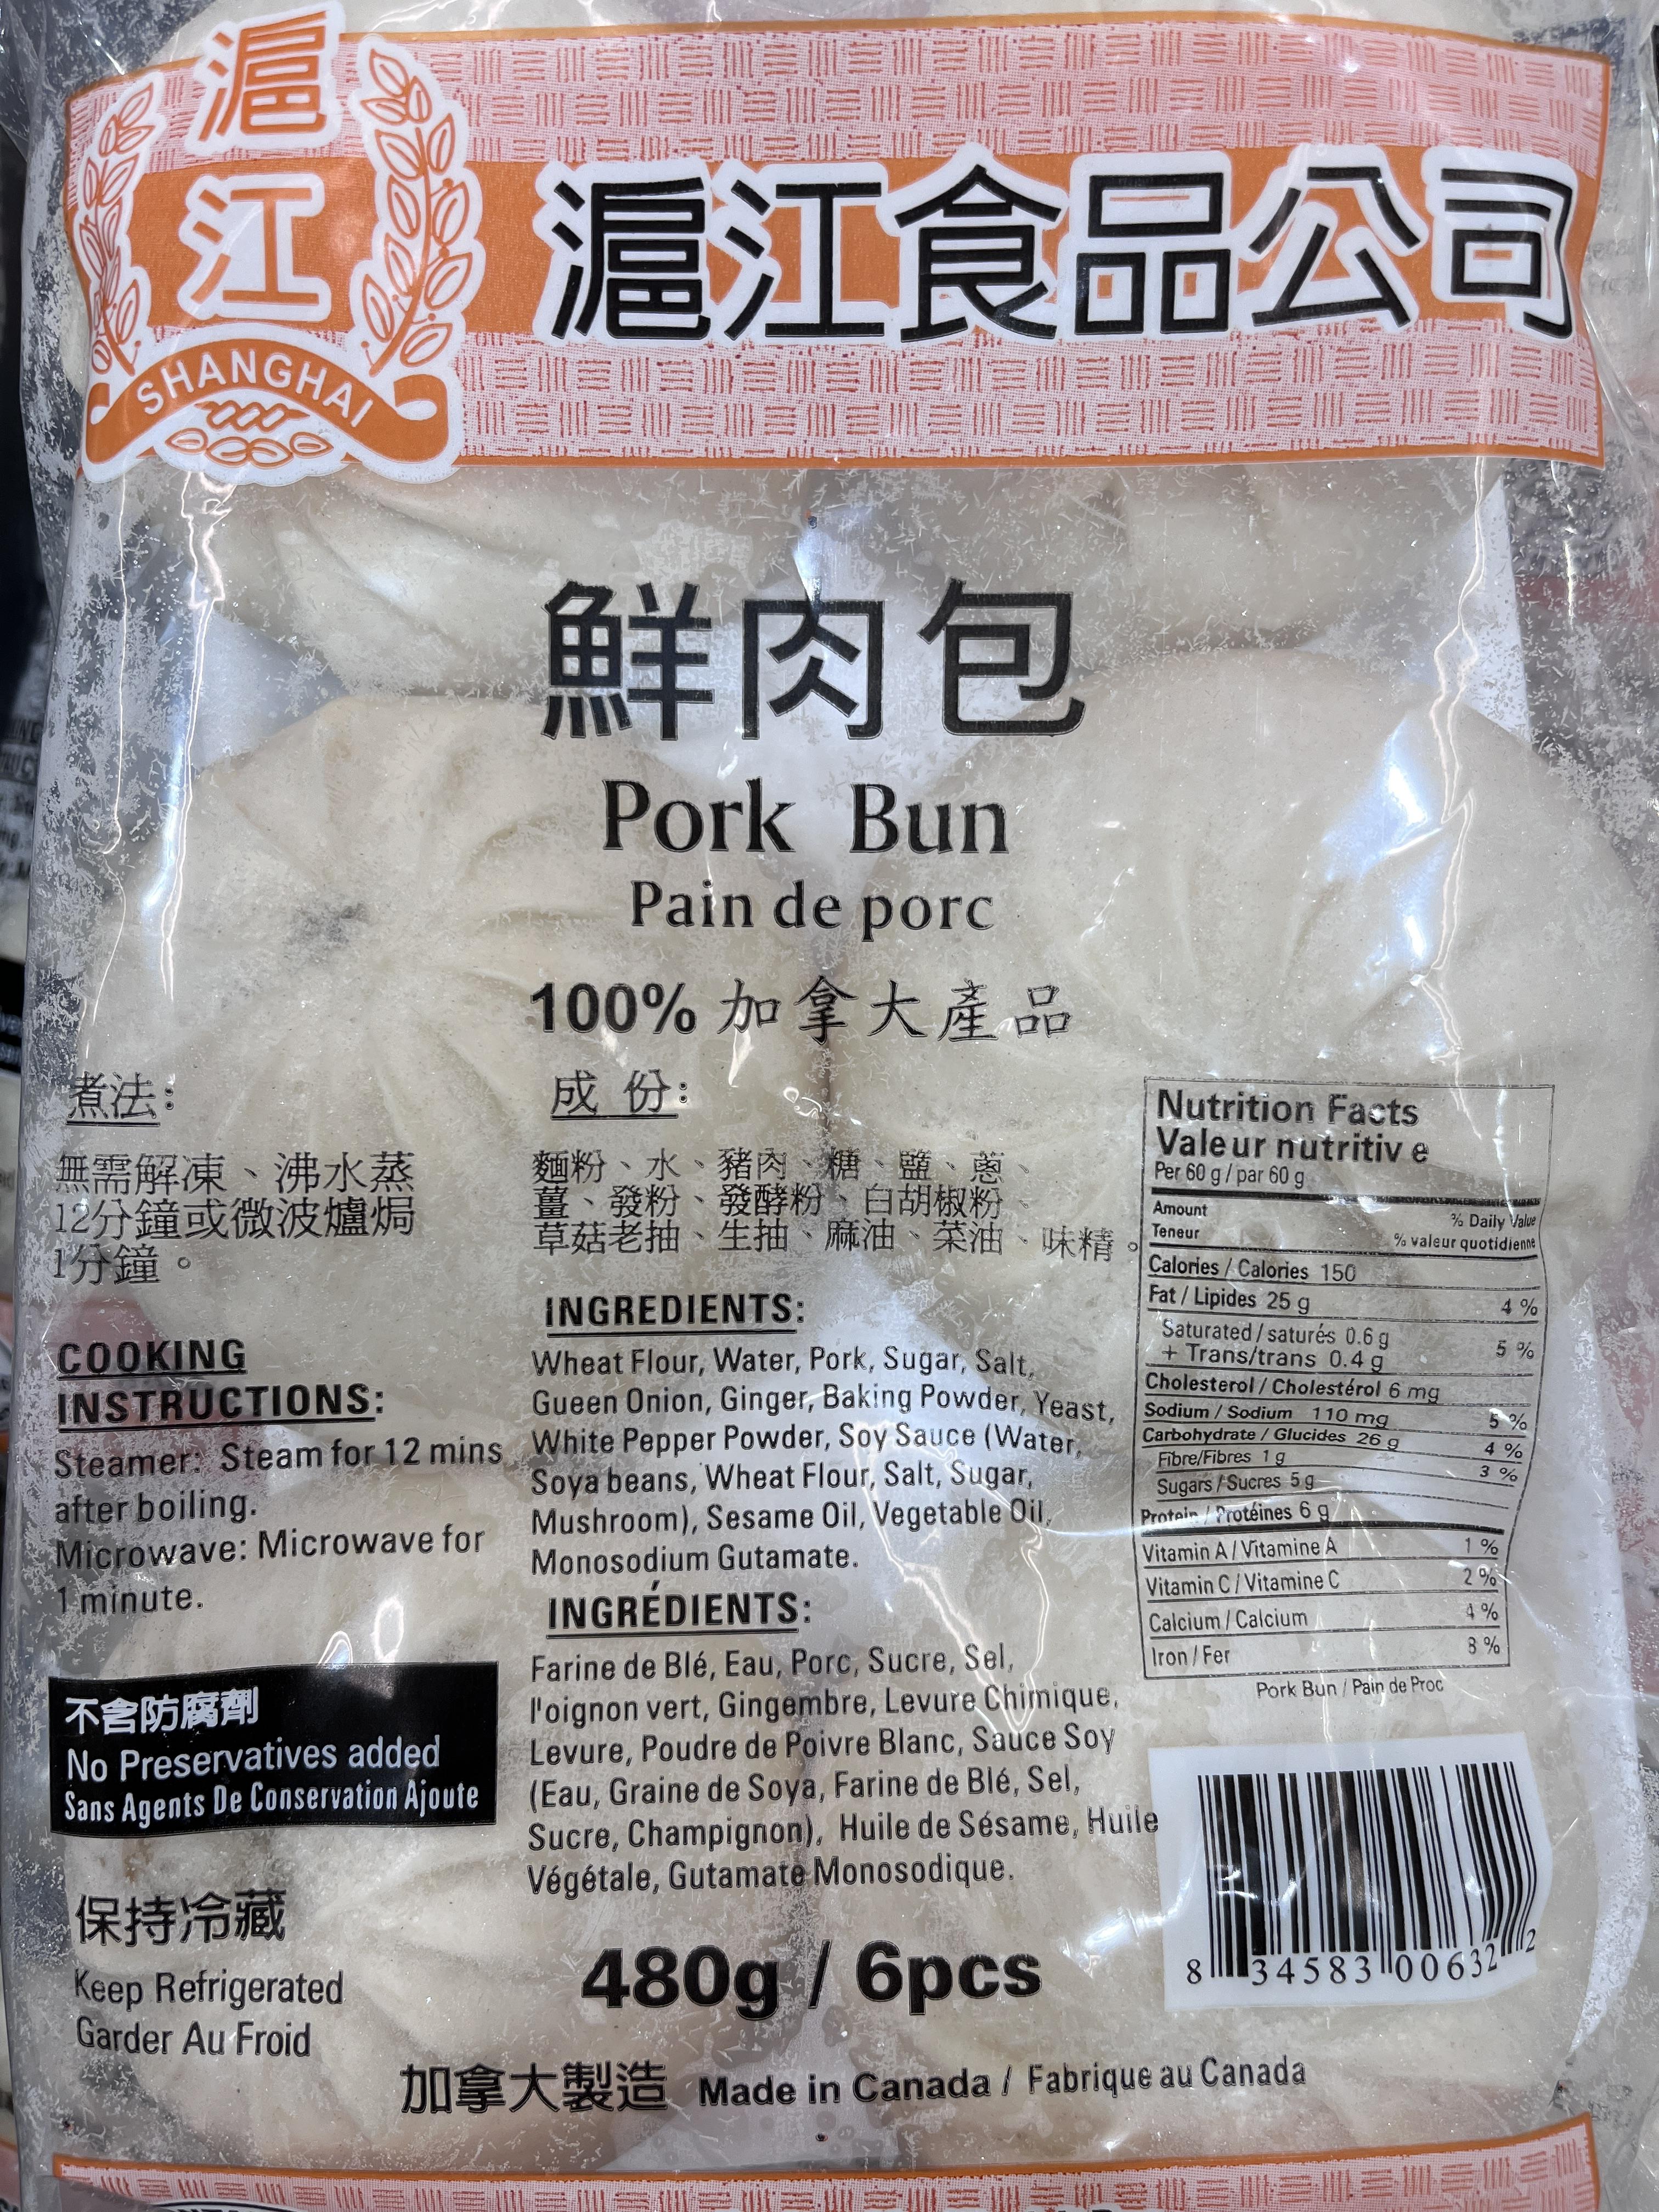 滬
江
SHANGHAI
滬江食品公司
鮮肉包
Pork Bun
Pain de porc
100% 加拿大產品
煮法:
無需解凍、沸水蒸
12分鐘或微波爐焗
1分鐘。
COOKING
INSTRUCTIONS:
Steamer: Steam for 12 mins
after boiling.
Microwave: Microwave for
1 minute.
不含防腐劑
No Preservatives added
Sans Agents De Conservation Ajoute
保持冷藏
Keep Refrigerated
Garder Au Froid
成份:
麵粉、水、豬肉、糖、鹽、蔥、
薑、發粉、發酵粉、白胡椒粉、
草菇老抽、生抽、麻油、菜油、味精。
INGREDIENTS:
Wheat Flour, Water, Pork, Sugar, Salt,
Gueen Onion, Ginger, Baking Powder, Yeast,
White Pepper Powder, Soy Sauce (Water,
Soya beans, Wheat Flour, Salt, Sugar,
Mushroom), Sesame Oil, Vegetable Oil,
Monosodium Gutamate.
INGRÉDIENTS:
Farine de Blé, Eau, Porc, Sucre, Sel,
l'oignon vert, Gingembre, Levure Chimique,
Levure, Poudre de Poivre Blanc, Sauce Soy
(Eau, Graine de Soya, Farine de Blé, Sel,
Sucre, Champignon), Huile de Sésame, Huile
Végétale, Gutamate Monosodique.
Nutrition Facts
Valeur nutritiv e
Per 60 g / par 60 g
Amount % Daily Value
Teneur % valeur quotidienne
Calories / Calories 150
Fat / Lipides 25 g 4 %
Saturated / saturés 0.6 g 5 %
+ Trans/trans 0.4 g
Cholesterol / Cholestérol 6 mg
Sodium / Sodium 110 mg 5 %
Carbohydrate / Glucides 26 g 4 %
Fibre/Fibres 1 g 3 %
Sugars / Sucres 5 g
Protein / Protéines 6 g
Vitamin A / Vitamine A 1 %
Vitamin C / Vitamine C 2 %
Calcium / Calcium 4 %
Iron / Fer 8 %
Pork Bun / Pain de Proc
8 34583 00632 2
480g / 6pcs
加拿大製造 Made in Canada / Fabrique au Canada